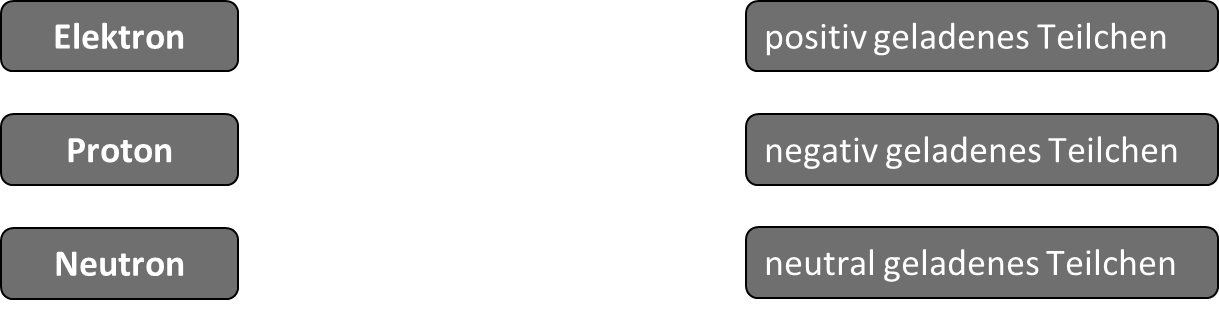 Elektron
positiv geladenes Teilchen
Proton
negativ geladenes Teilchen
Neutron
neutral geladenes Teilchen